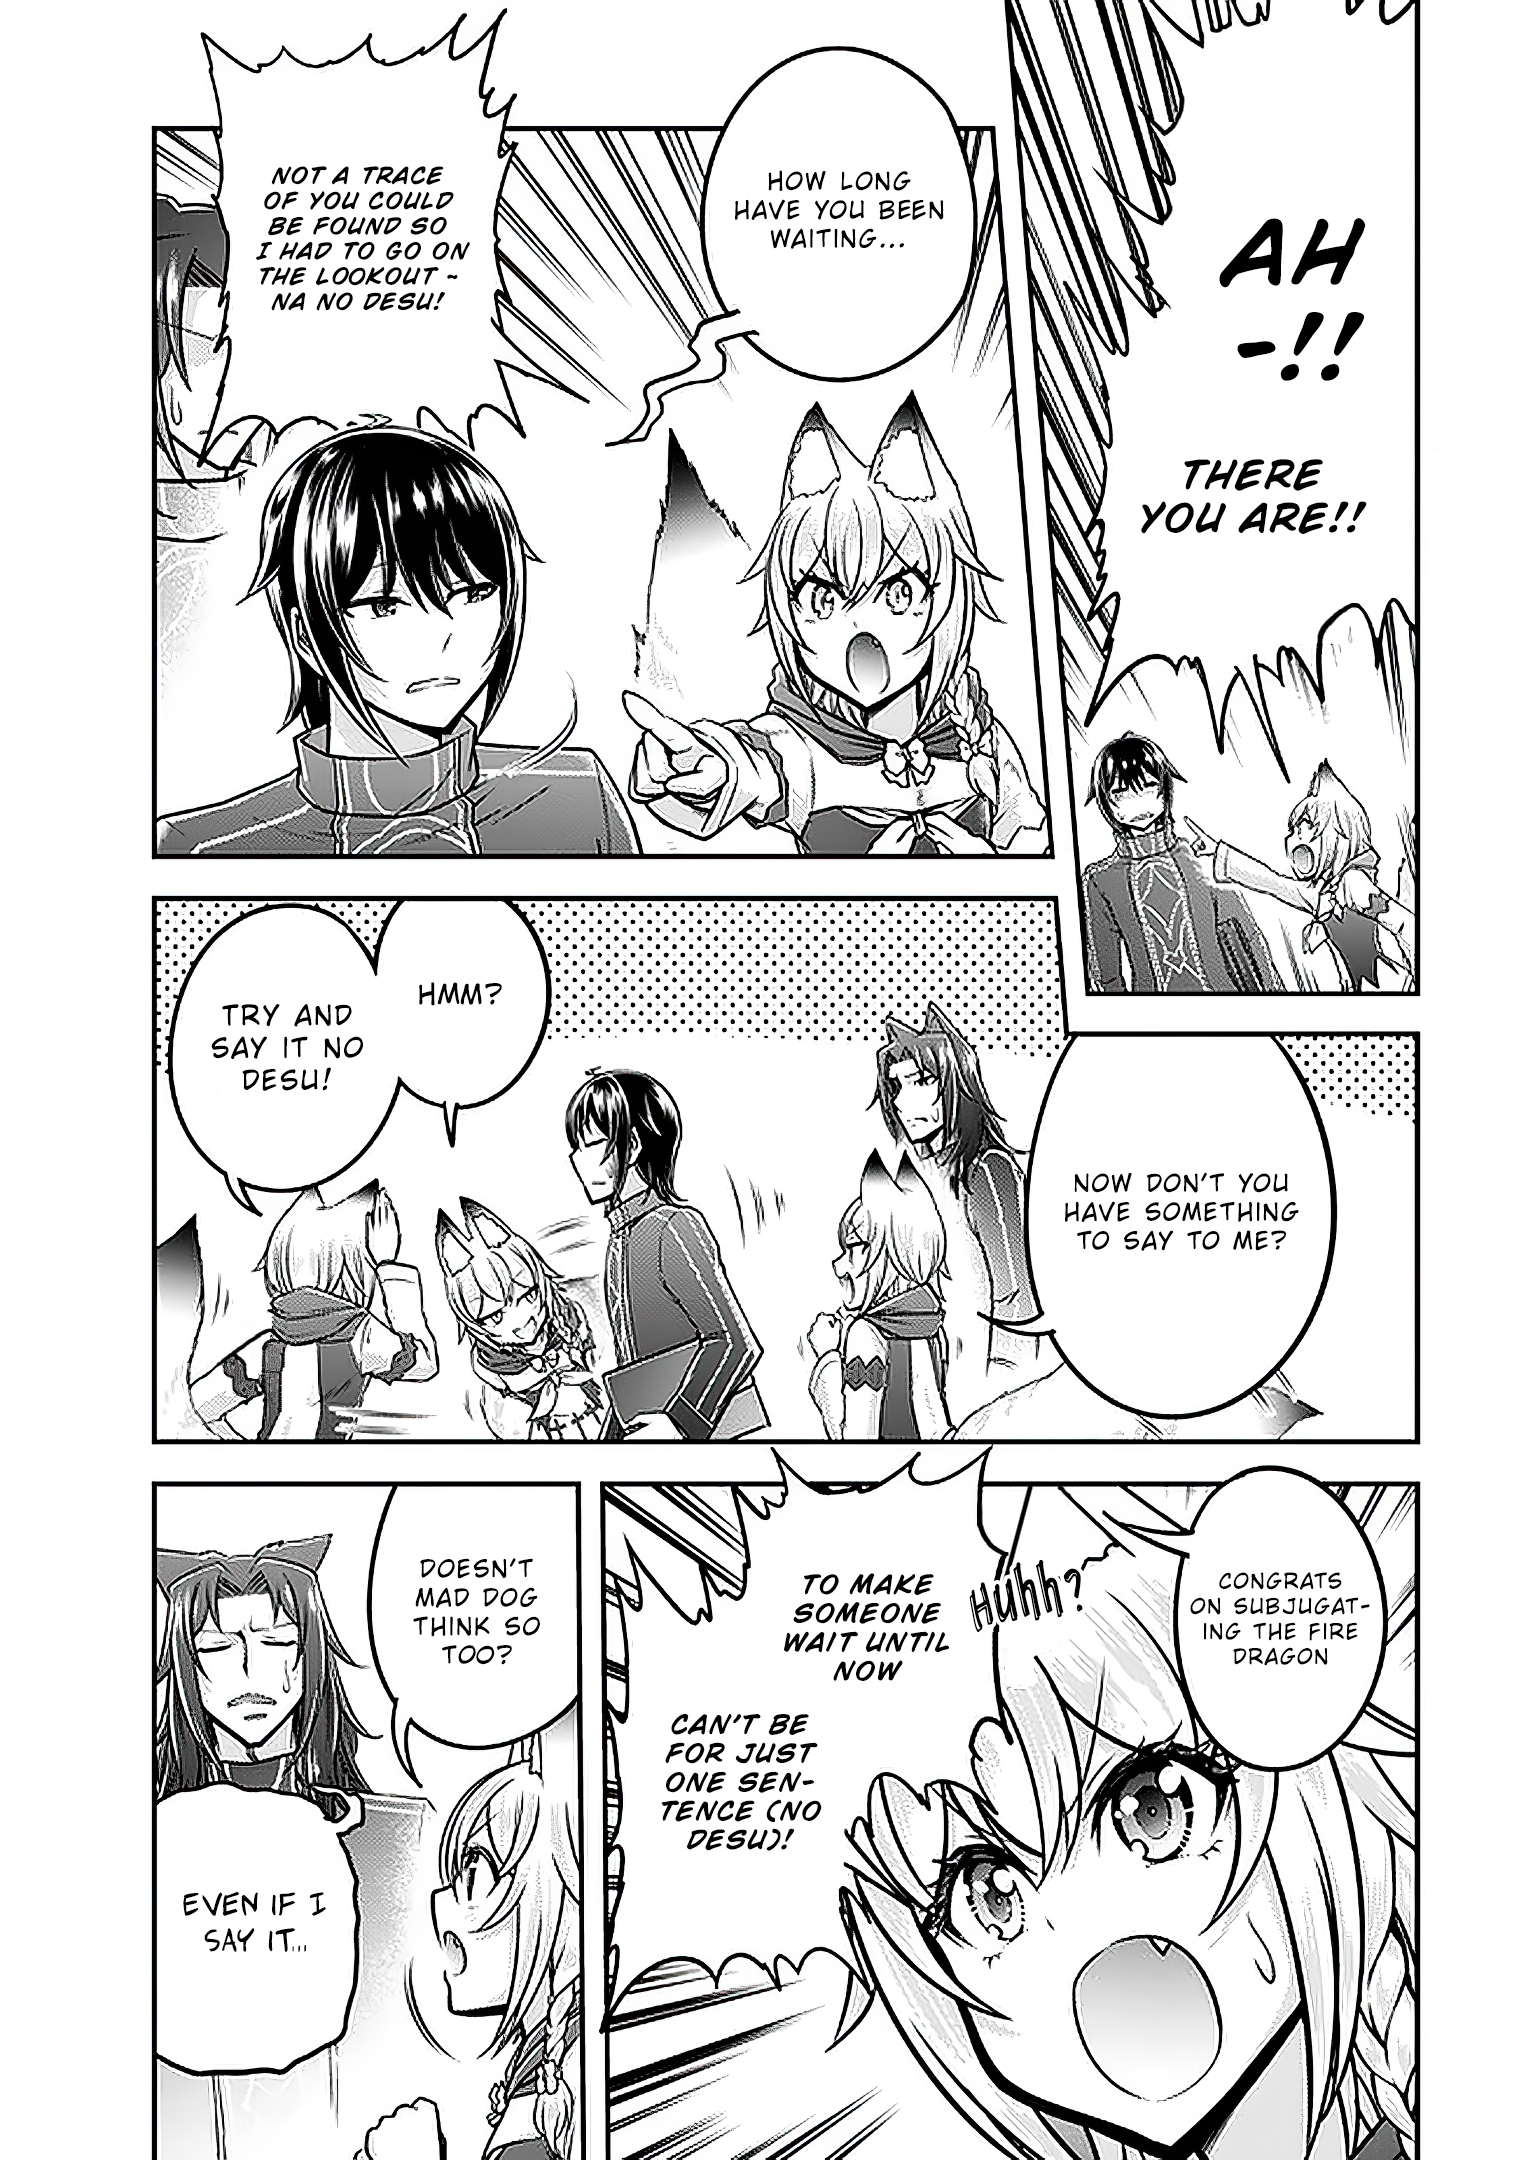 AH
-!!
THERE
YOU ARE!!
HOW LONG
HAVE YOU BEEN
WAITING...
NOT A TRACE
OF YOU COULD
BE FOUND SO
I HAD TO GO ON
THE LOOKOUT ~
NA NO DESU!
NOW DON'T YOU
HAVE SOMETHING
TO SAY TO ME?
HMM?
TRY AND
SAY IT NO
DESU!
CONGRATS
ON SUBJUGAT-
ING THE FIRE
DRAGON
Huhh?
TO MAKE
SOMEONE
WAIT UNTIL
NOW
CAN'T BE
FOR JUST
ONE SEN-
TENCE (NO
DESU)!
DOESN'T
MAD DOG
THINK SO
TOO?
EVEN IF I
SAY IT...